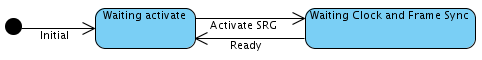 Waiting activate
Waiting Clock and Frame Sync
Activate SRG
Initial
Ready